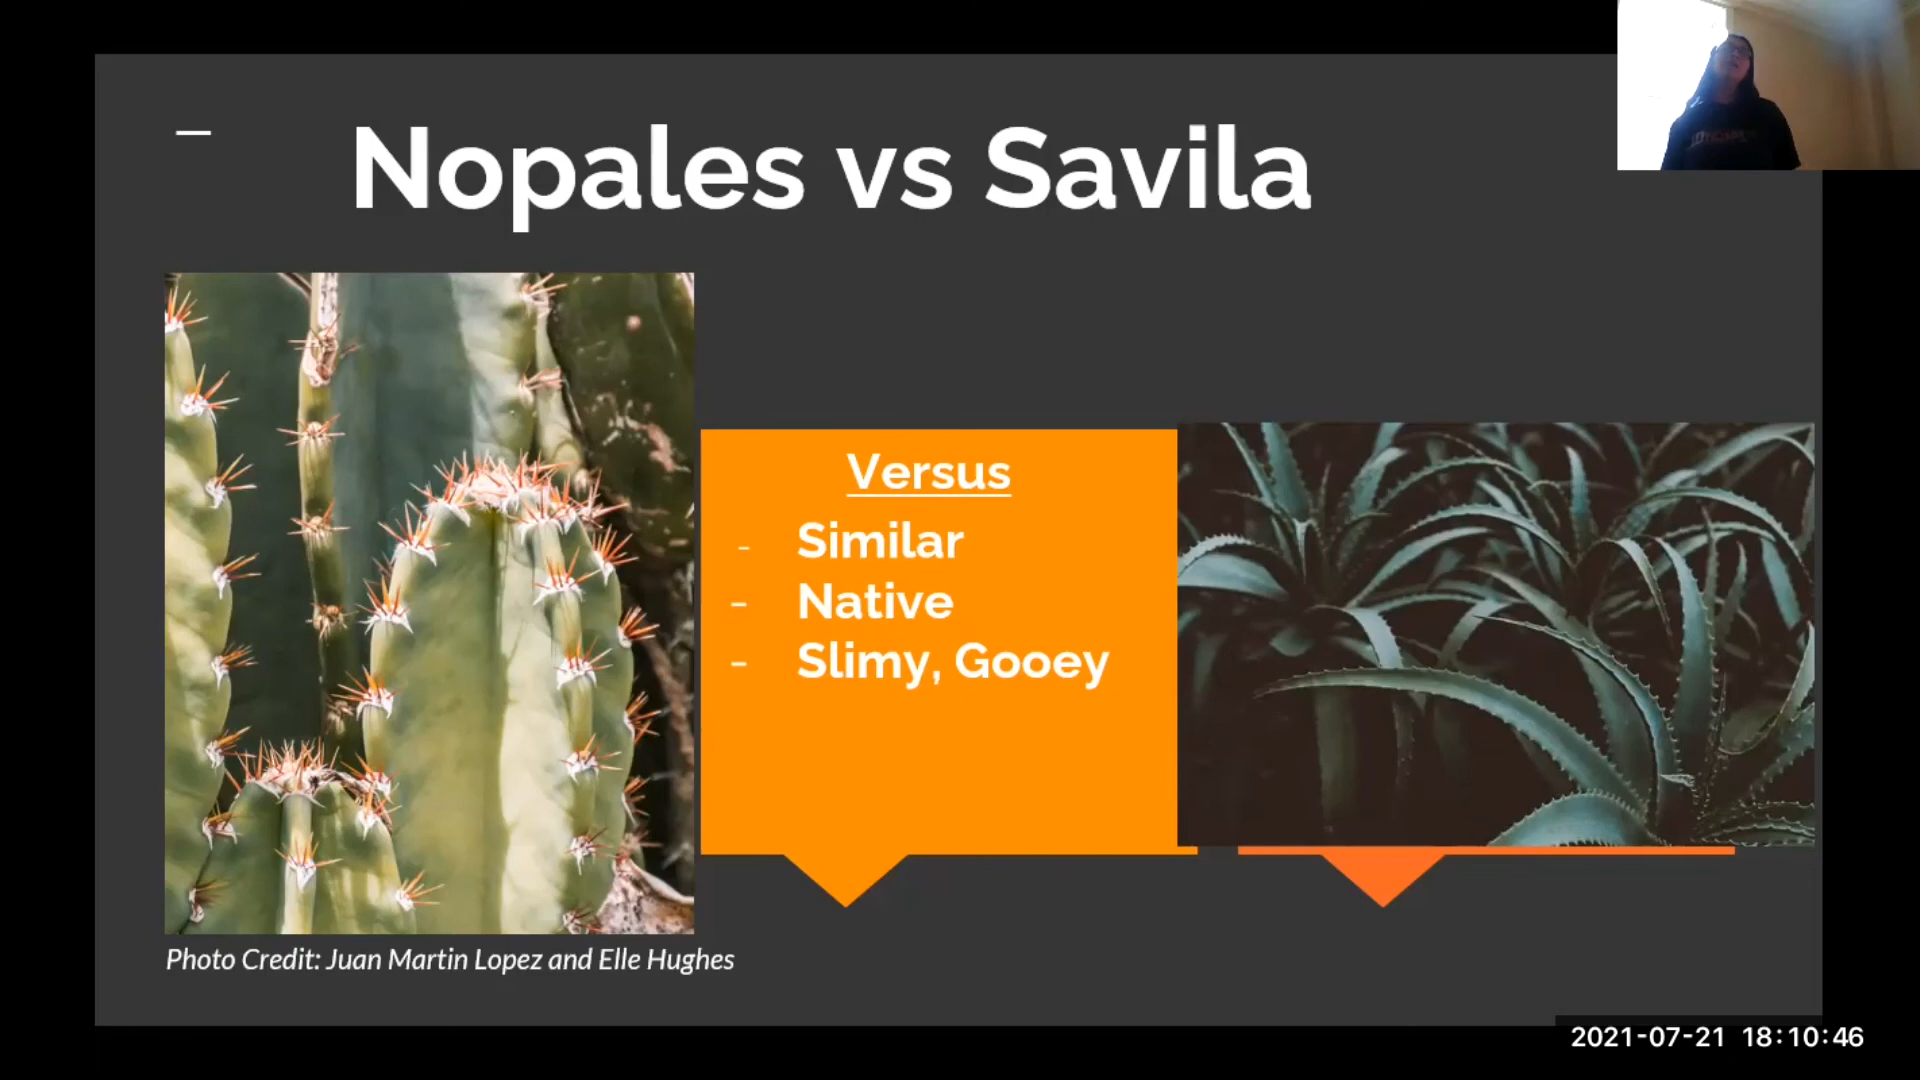 Nopales vs Savila
Versus
- Similar
- Native
- Slimy, Gooey
Photo Credit: Juan Martin Lopez and Elle Hughes
2021-07-21 18:10:46